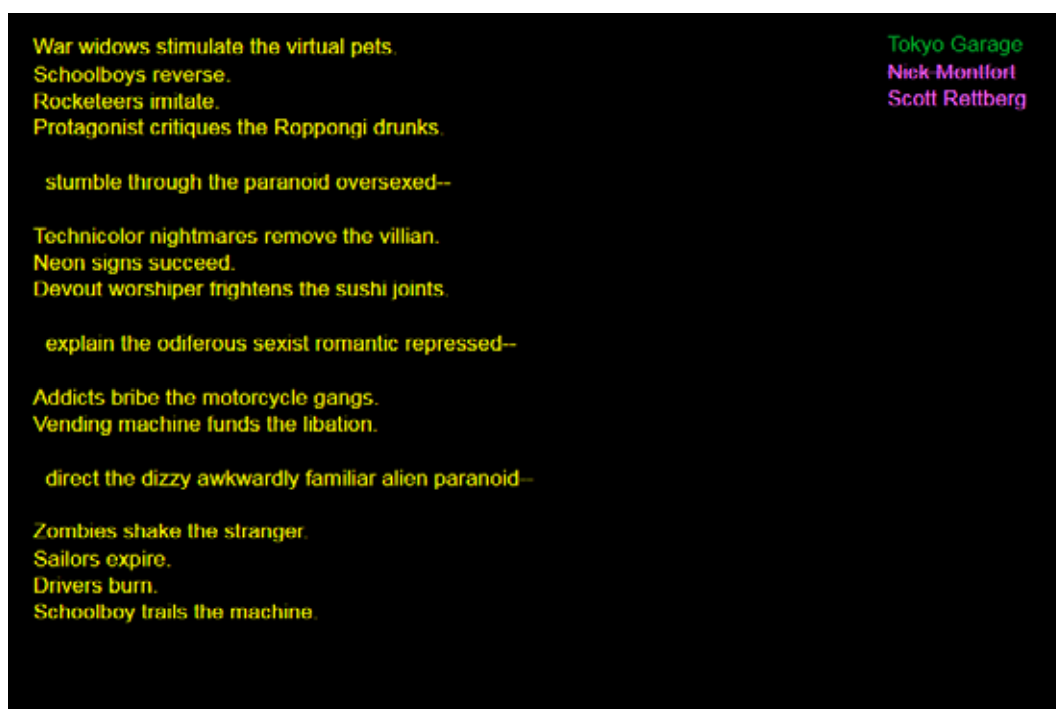 War widows stimulate the virtual pets.
Schoolboys reverse.
Rocketeers imitate.
Protagonist critiques the Roppongi drunks.
stumble through the paranoid oversexed--
Technicolor nightmares remove the villian.
Neon signs succeed.
Devout worshiper frightens the sushi joints.
explain the odiferous sexist romantic repressed--
Addicts bribe the motorcycle gangs.
Vending machine funds the libation.
direct the dizzy awkwardly familiar alien paranoid--
Zombies shake the stranger.
Sailors expire.
Drivers burn.
Schoolboy trails the machine.
Tokyo Garage
Nick Montfort
Scott Rettberg